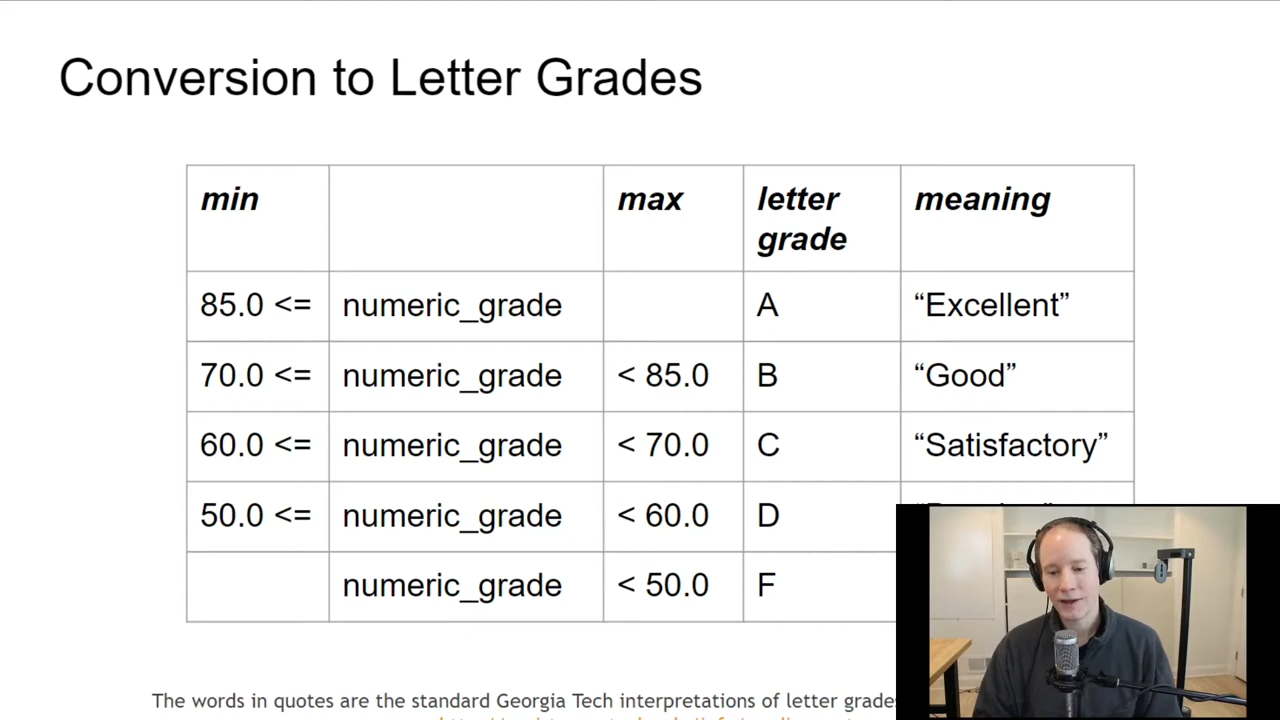 Conversion to Letter Grades
min max letter grade meaning
85.0 <= numeric_grade A “Excellent”
70.0 <= numeric_grade < 85.0 B “Good”
60.0 <= numeric_grade < 70.0 C “Satisfactory”
50.0 <= numeric_grade < 60.0 D
numeric_grade < 50.0 F
The words in quotes are the standard Georgia Tech interpretations of letter grades